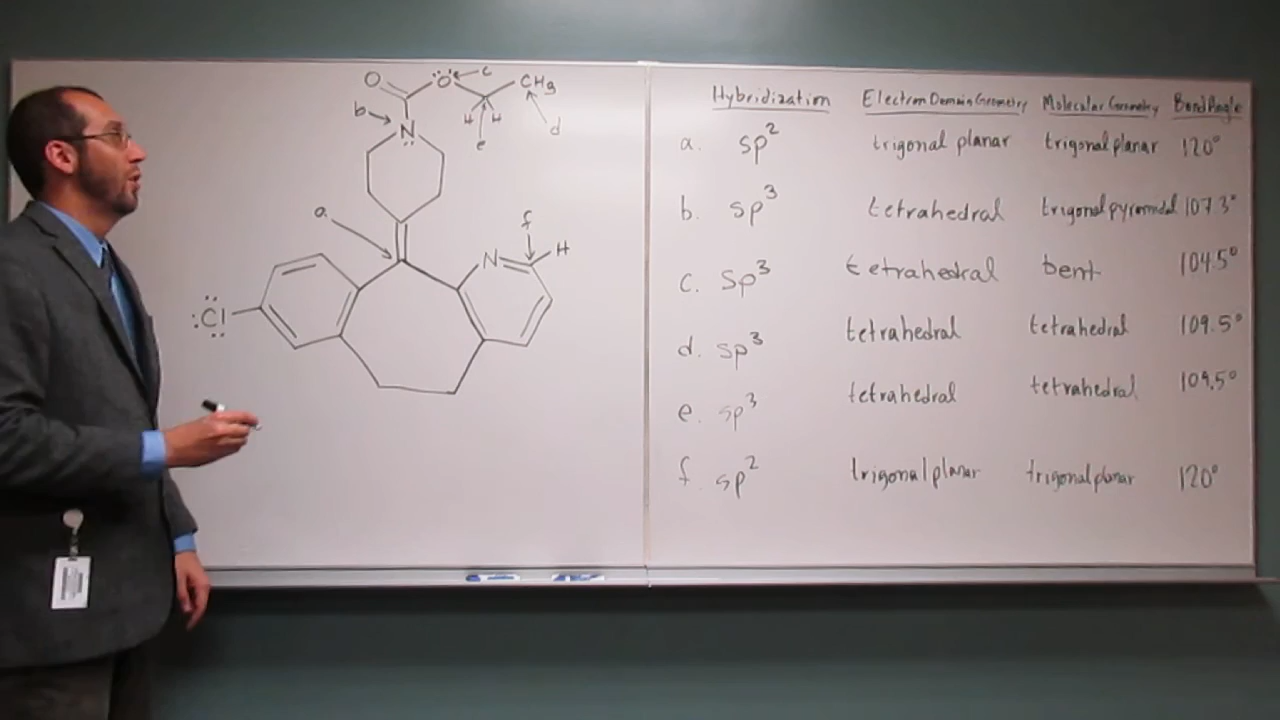 O :O: c CH3
b N H H
e d
a f
N H
:Cl
Hybridization Electron Domain Geometry Molecular Geometry Bond Angle
a. sp2 trigonal planar trigonal planar 120°
b. sp3 tetrahedral trigonal pyramidal 107.3°
c. sp3 tetrahedral bent 104.5°
d. sp3 tetrahedral tetrahedral 109.5°
e. sp3 tetrahedral tetrahedral 109.5°
f. sp2 trigonal planar trigonal planar 120°